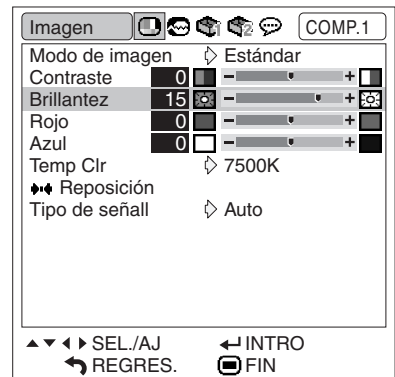 Imagen COMP.1
Modo de imagen Estándar
Contraste 0 - +
Brillantez 15 - +
Rojo 0 - +
Azul 0 - +
Temp Clr 7500K
Reposición
Tipo de señall Auto
SEL./AJ INTRO
REGRES. FIN